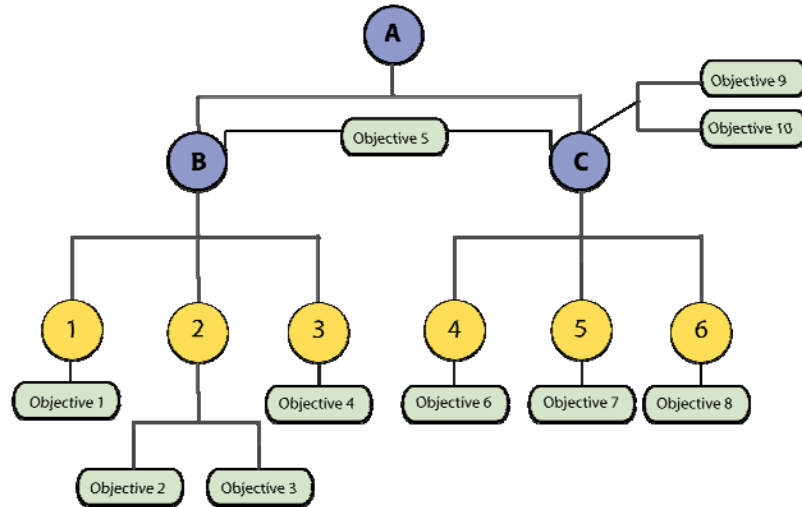 A
Objective 9
Objective 10
B
Objective 5
C
1
2
3
4
5
6
Objective 1
Objective 4
Objective 6
Objective 7
Objective 8
Objective 2
Objective 3